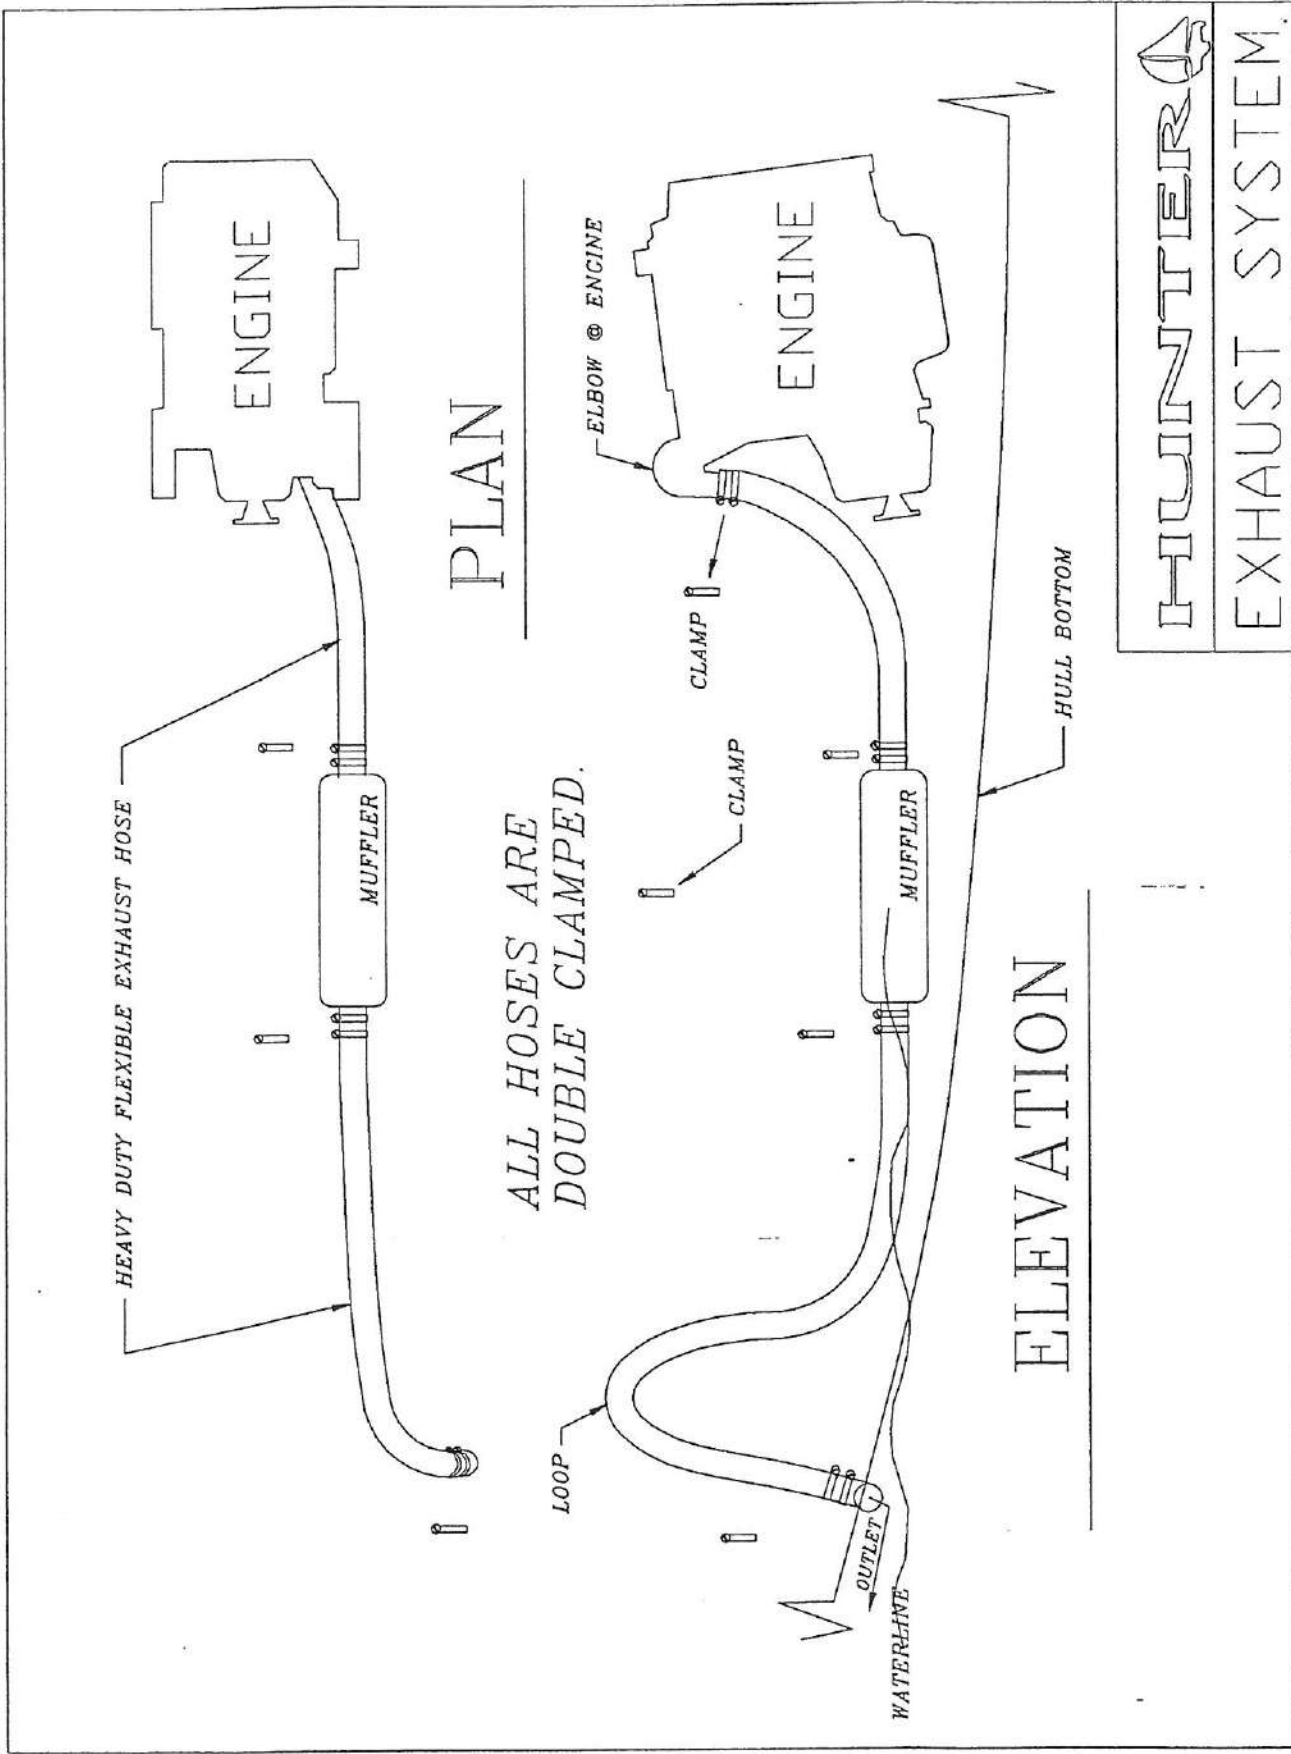 HEAVY DUTY FLEXIBLE EXHAUST HOSE
MUFFLER
ENGINE
PLAN
ALL HOSES ARE
DOUBLE CLAMPED.
CLAMP
CLAMP
ELBOW @ ENGINE
LOOP
ENGINE
MUFFLER
OUTLET
WATERLINE
HULL BOTTOM
ELEVATION
HUNTER
EXHAUST SYSTEM.